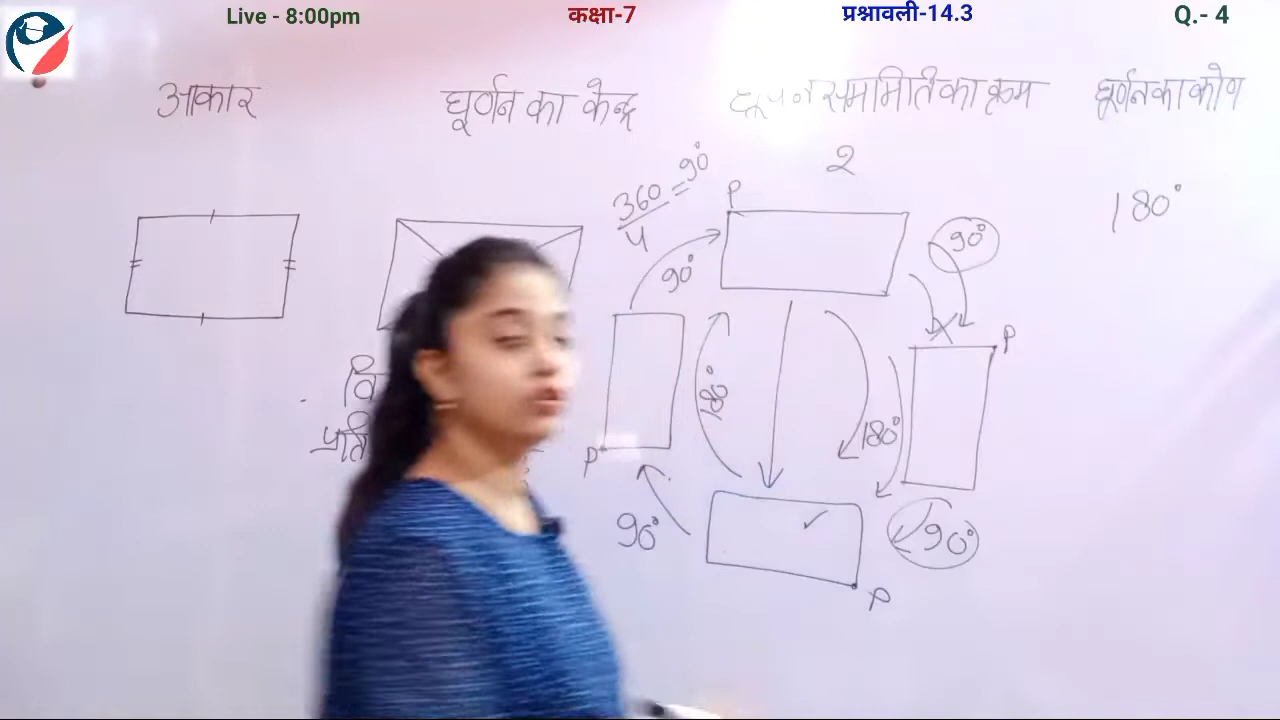 Live - 8:00pm
कक्षा-7
प्रश्नावली-14.3
Q.- 4
आकार
घूर्णन का केन्द्र
सममिति का क्रम
घूर्णन का कोण
2
180°
360/4 = 90°
P
90°
90°
P
180°
180°
P
90°
90°
P